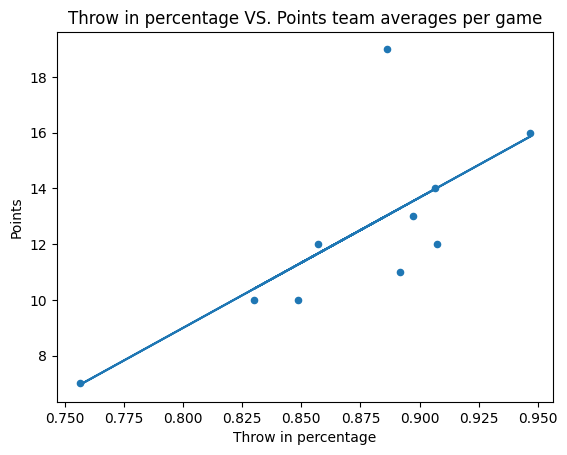 Throw in percentage VS. Points team averages per game
Points
18
16
14
12
10
8
0.750 0.775 0.800 0.825 0.850 0.875 0.900 0.925 0.950
Throw in percentage